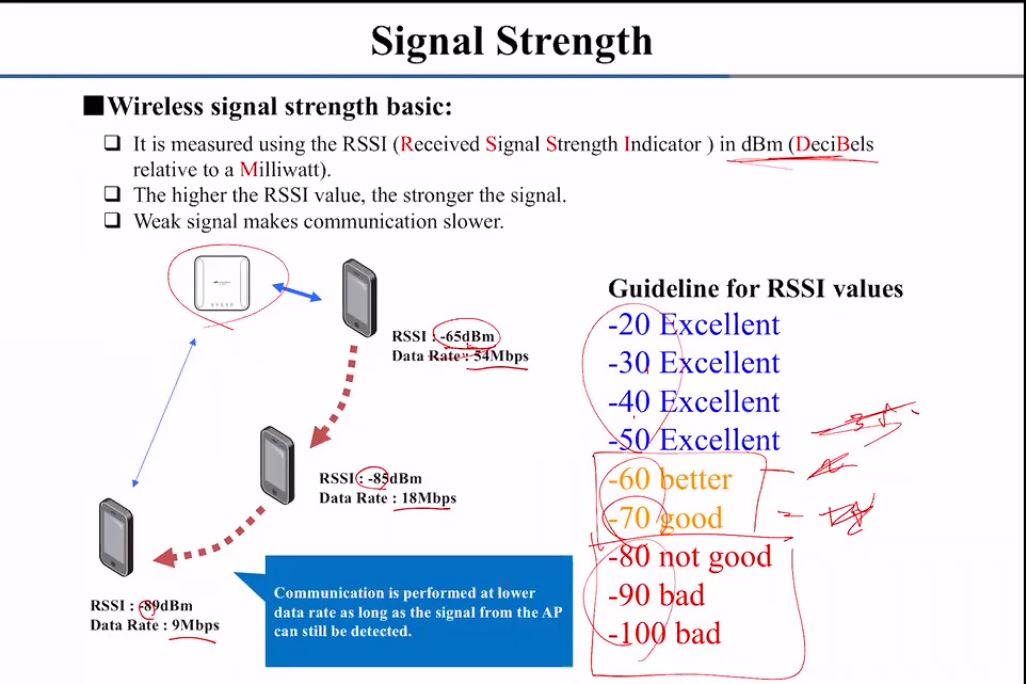 Signal Strength
■Wireless signal strength basic:
❑ It is measured using the RSSI (Received Signal Strength Indicator ) in dBm (DeciBels
relative to a Milliwatt).
❑ The higher the RSSI value, the stronger the signal.
❑ Weak signal makes communication slower.
RSSI : -65dBm
Data Rate : 54Mbps
RSSI : -85dBm
Data Rate : 18Mbps
RSSI : -89dBm
Data Rate : 9Mbps
Communication is performed at lower
data rate as long as the signal from the AP
can still be detected.
Guideline for RSSI values
-20 Excellent
-30 Excellent
-40 Excellent
-50 Excellent
-60 better
-70 good
-80 not good
-90 bad
-100 bad